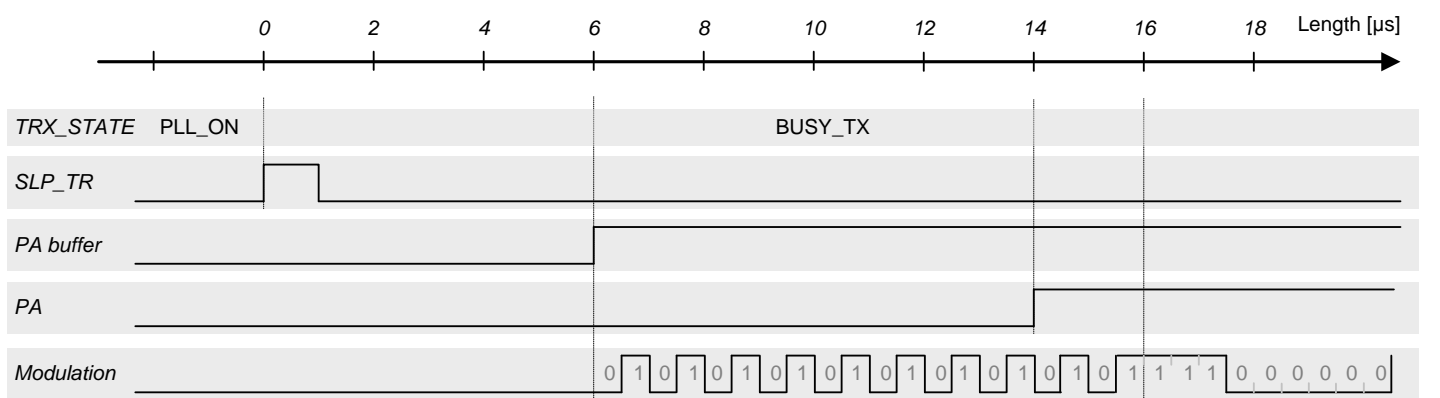 0 2 4 6 8 10 12 14 16 18 Length [µs]
TRX_STATE PLL_ON BUSY_TX
SLP_TR
PA buffer
PA
Modulation 0 1 0 1 0 1 0 1 0 1 0 1 0 1 0 1 0 1 0 1 1 1 1 0 0 0 0 0 0